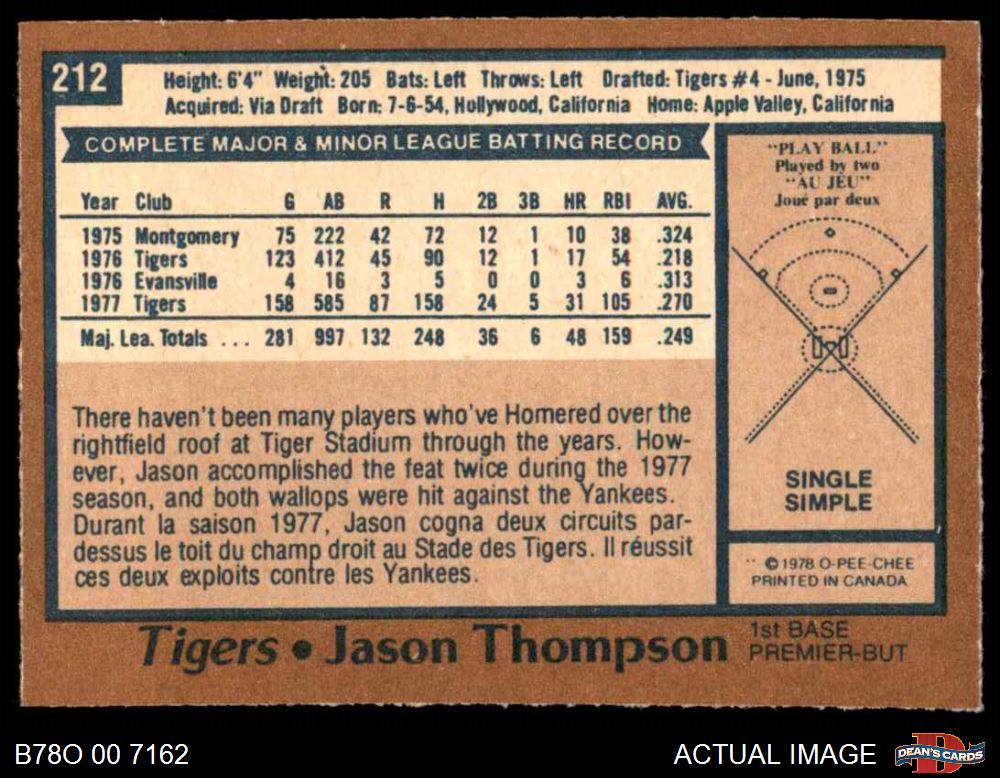 212
Height: 6'4" Weight: 205 Bats: Left Throws: Left Drafted: Tigers #4 - June, 1975
Acquired: Via Draft Born: 7-6-54, Hollywood, California Home: Apple Valley, California
COMPLETE MAJOR & MINOR LEAGUE BATTING RECORD
Year Club G AB R H 2B 3B HR RBI AVG.
1975 Montgomery 75 222 42 72 12 1 10 38 .324
1976 Tigers 123 412 45 90 12 1 17 54 .218
1976 Evansville 4 16 3 5 0 0 3 6 .313
1977 Tigers 158 585 87 158 24 5 31 105 .270
Maj. Lea. Totals ... 281 997 132 248 36 6 48 159 .249
There haven't been many players who've Homered over the
rightfield roof at Tiger Stadium through the years. How-
ever, Jason accomplished the feat twice during the 1977
season, and both wallops were hit against the Yankees.
Durant la saison 1977, Jason cogna deux circuits par-
dessus le toit du champ droit au Stade des Tigers. Il réussit
ces deux exploits contre les Yankees.
"PLAY BALL"
Played by two
"AU JEU"
Joué par deux
SINGLE
SIMPLE
©1978 O-PEE-CHEE
PRINTED IN CANADA
Tigers • Jason Thompson
1st BASE
PREMIER-BUT
B78O 00 7162
ACTUAL IMAGE
DEAN'S CARDS